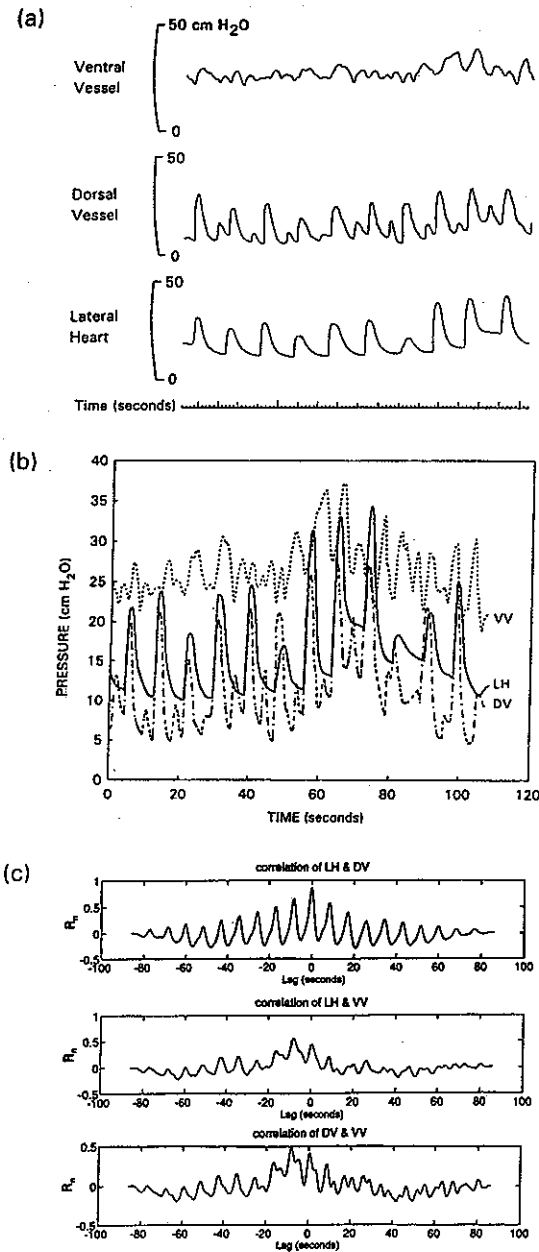 (a)
50 cm H₂O
Ventral
Vessel
0
50
Dorsal
Vessel
0
50
Lateral
Heart
0
Time (seconds)
(b)
40
35
30
25
20
15
10
5
0
PRESSURE (cm H₂O)
VV
LH
DV
0 20 40 60 80 100 120
TIME (seconds)
(c)
correlation of LH & DV
1
0.5
0
-0.5
Rₙ
-100 -80 -60 -40 -20 0 20 40 60 80 100
Lag (seconds)
correlation of LH & VV
1
0.5
0
-0.5
Rₙ
-100 -80 -60 -40 -20 0 20 40 60 80 100
Lag (seconds)
correlation of DV & VV
0.5
0
-0.5
Rₙ
-100 -80 -60 -40 -20 0 20 40 60 80 100
Lag (seconds)